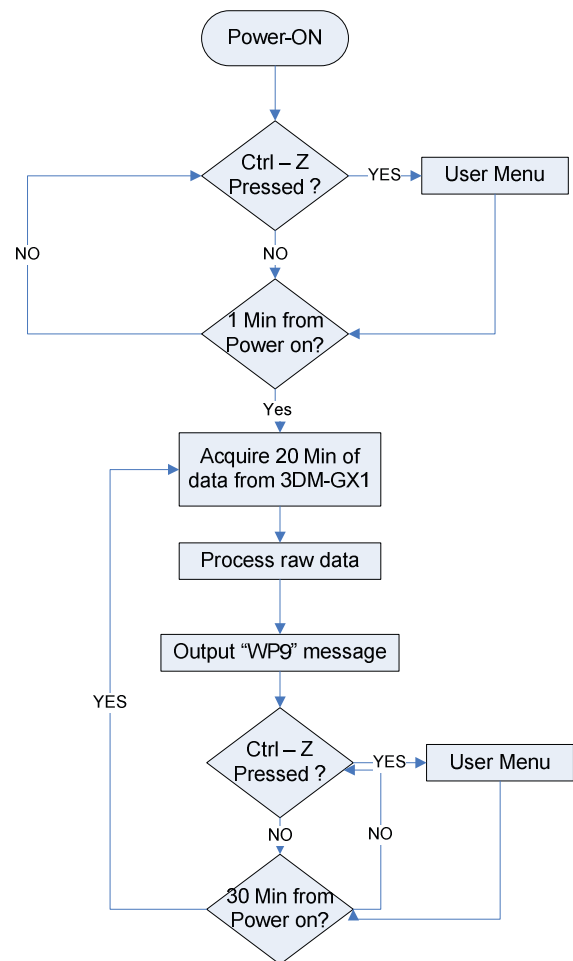 Power-ON
Ctrl – Z
Pressed ?
YES
User Menu
NO
NO
1 Min from
Power on?
Yes
Acquire 20 Min of
data from 3DM-GX1
Process raw data
Output “WP9” message
YES
Ctrl – Z
Pressed ?
YES
User Menu
NO
NO
30 Min from
Power on?